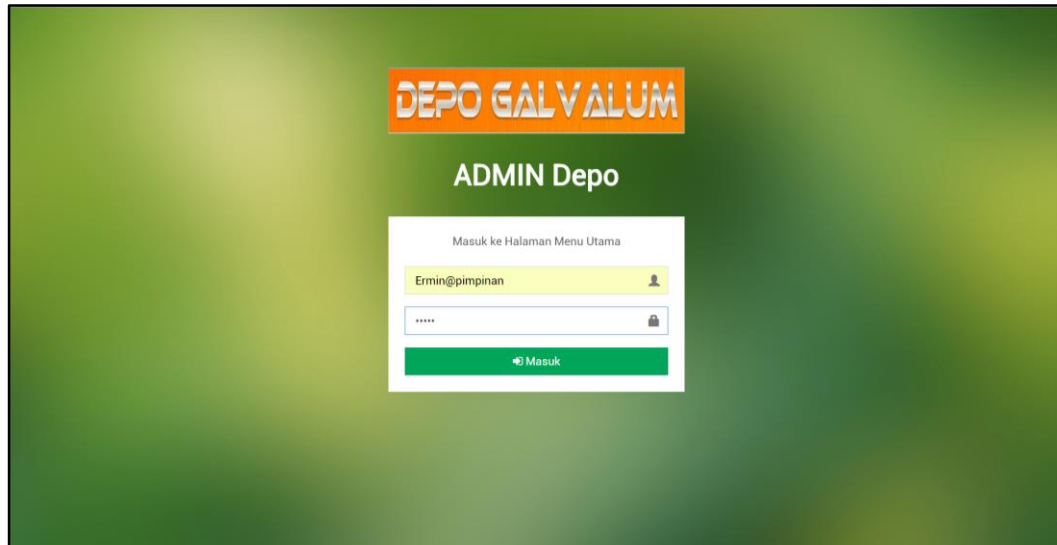 DEPO GALVALUM
ADMIN Depo
Masuk ke Halaman Menu Utama
Ermin@pimpinan
•••••
Masuk